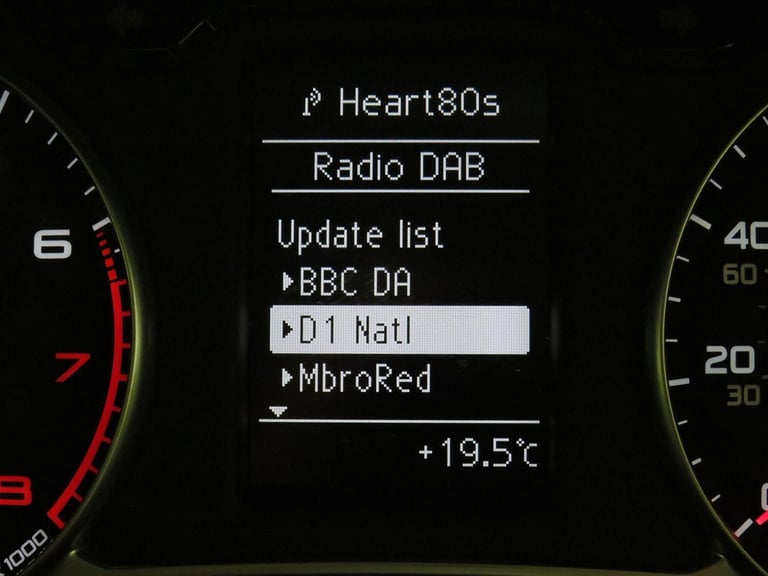 Heart80s
Radio DAB
Update list
BBC DA
D1 Natl
MbroRed
+19.5°C
6
7
8
1000
40
60
20
30